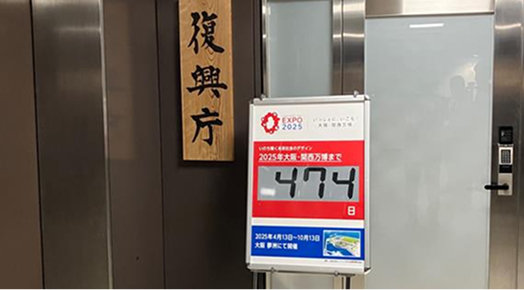 復興庁
EXPO
2025
いのち輝く未来社会のデザイン
2025年大阪・関西万博まで
474
日
2025年4月13日~10月13日
大阪 夢洲にて開催